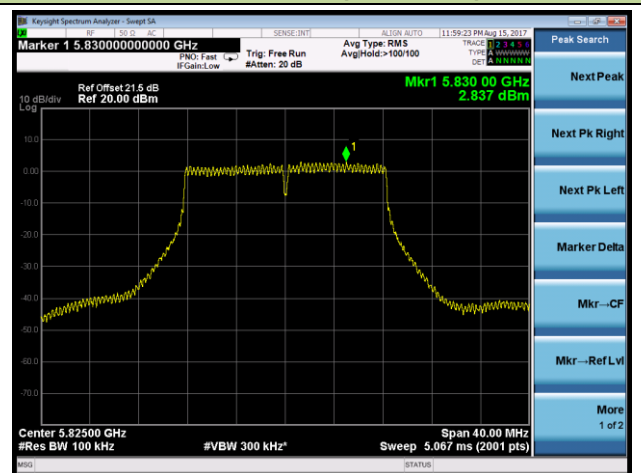 Keysight Spectrum Analyzer - Swept SA
RF 50 Ω AC SENSE:INT ALIGN AUTO 11:59:23 PM Aug 15, 2017
Marker 1 5.830000000000 GHz
PNO: Fast
IFGain:Low
Trig: Free Run
#Atten: 20 dB
Avg Type: RMS
Avg|Hold:>100/100
TRACE 1 2 3 4 5 6
TYPE A WWWWW
DET A N N N N N
Peak Search
Ref Offset 21.5 dB
Ref 20.00 dBm
10 dB/div
Log
Mkr1 5.830 00 GHz
2.837 dBm
Next Peak
Next Pk Right
Next Pk Left
Marker Delta
Mkr→CF
Mkr→Ref Lvl
More
1 of 2
10.0
1
0.00
-10.0
-20.0
-30.0
-40.0
-50.0
-60.0
-70.0
Center 5.82500 GHz
#Res BW 100 kHz
#VBW 300 kHz*
Span 40.00 MHz
Sweep 5.067 ms (2001 pts)
MSG
STATUS